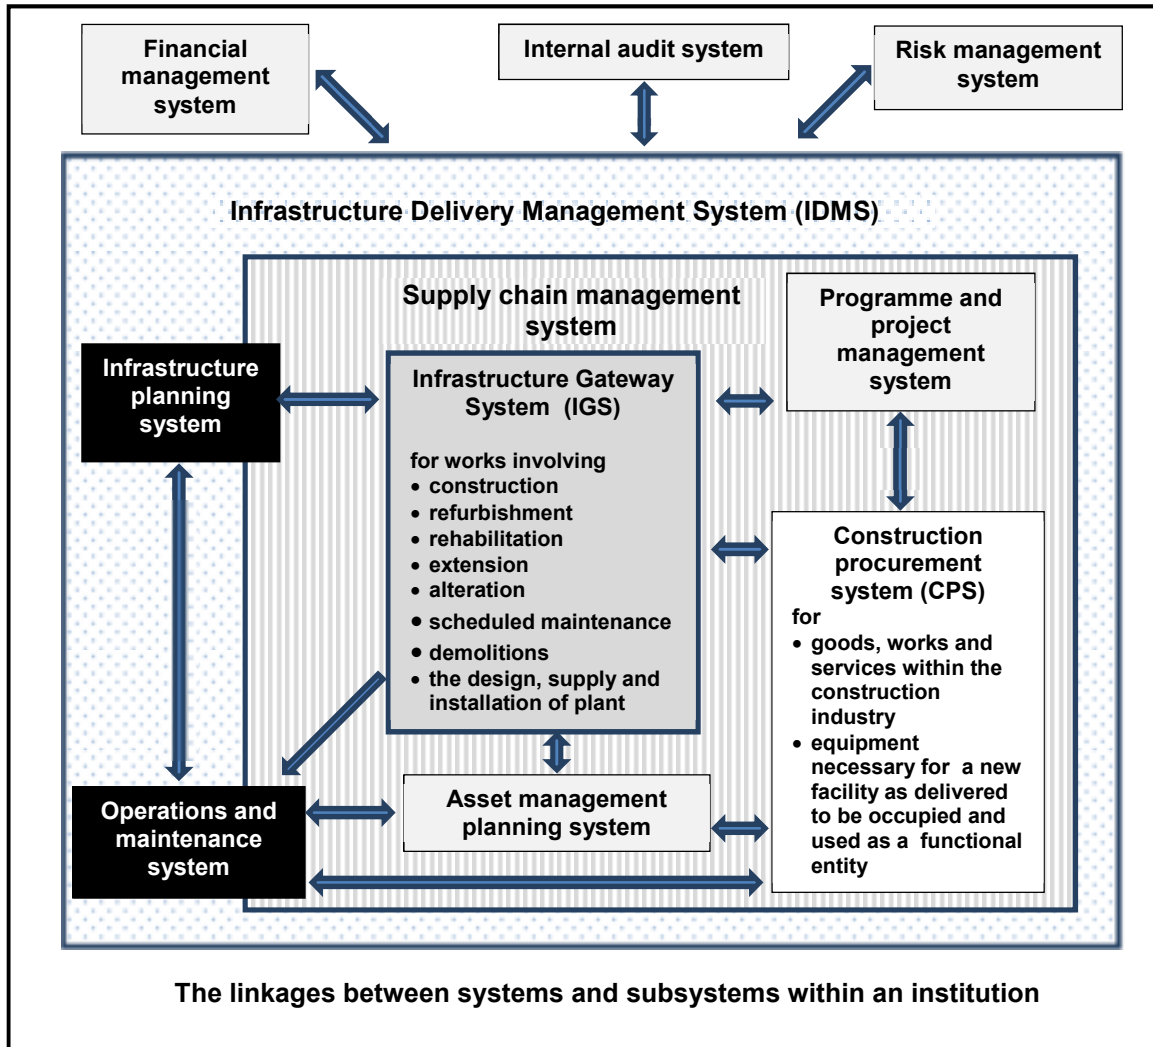 Financial
management
system
Internal audit system
Risk management
system
Infrastructure Delivery Management System (IDMS)
Supply chain management
system
Programme and
project
management
system
Infrastructure
planning
system
Infrastructure Gateway
System (IGS)
for works involving
• construction
• refurbishment
• rehabilitation
• extension
• alteration
• scheduled maintenance
• demolitions
• the design, supply and
installation of plant
Construction
procurement
system (CPS)
for
• goods, works and
services within the
construction
industry
• equipment
necessary for a new
facility as delivered
to be occupied and
used as a functional
entity
Operations and
maintenance
system
Asset management
planning system
The linkages between systems and subsystems within an institution